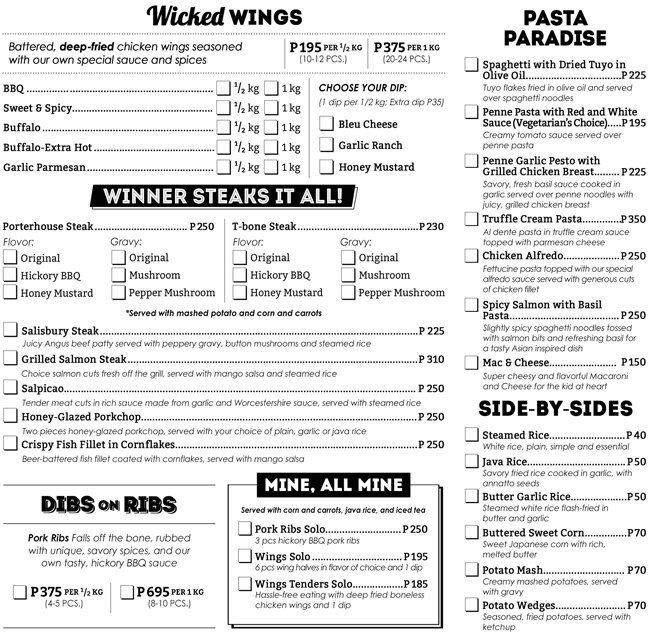 Wicked WINGS
Battered, deep-fried chicken wings seasoned
with our own special sauce and spices
P195 PER 1/2 KG
(10-12 PCS.)
P375 PER 1 KG
(20-24 PCS.)
BBQ 1/2 kg 1 kg
Sweet & Spicy 1/2 kg 1 kg
Buffalo 1/2 kg 1 kg
Buffalo-Extra Hot 1/2 kg 1 kg
Garlic Parmesan 1/2 kg 1 kg
CHOOSE YOUR DIP:
(1 dip per 1/2 kg; Extra dip P35)
Bleu Cheese
Garlic Ranch
Honey Mustard
WINNER STEAKS IT ALL!
Porterhouse Steak P250
Flavor: Gravy:
Original Original
Hickory BBQ Mushroom
Honey Mustard Pepper Mushroom
T-bone Steak P230
Flavor: Gravy:
Original Original
Hickory BBQ Mushroom
Honey Mustard Pepper Mushroom
*Served with mashed potato and corn and carrots
Salisbury Steak P 225
Juicy Angus beef patty served with peppery gravy, button mushrooms and steamed rice
Grilled Salmon Steak P 310
Choice salmon cuts fresh off the grill, served with mango salsa and steamed rice
Salpicao P 250
Tender meat cuts in rich sauce made from garlic and Worcestershire sauce, served with steamed rice
Honey-Glazed Porkchop P 250
Two pieces honey-glazed porkchop, served with your choice of plain, garlic or java rice
Crispy Fish Fillet in Cornflakes P 250
Beer-battered fish fillet coated with cornflakes, served with mango salsa
DIBS ON RIBS
Pork Ribs Falls off the bone, rubbed
with unique, savory spices, and our
own tasty, hickory BBQ sauce
P375 PER 1/2 KG
(4-5 PCS.)
P695 PER 1 KG
(8-10 PCS.)
MINE, ALL MINE
Served with corn and carrots, java rice, and iced tea
Pork Ribs Solo P 250
3 pcs hickory BBQ pork ribs
Wings Solo P195
6 pcs wing halves in flavor of choice and 1 dip
Wings Tenders Solo P185
Hassle-free eating with deep fried boneless
chicken wings and 1 dip
PASTA
PARADISE
Spaghetti with Dried Tuyo in
Olive Oil P 225
Tuyo flakes fried in olive oil and served
over spaghetti noodles
Penne Pasta with Red and White
Sauce (Vegetarian's Choice) P 195
Creamy tomato sauce served over
penne pasta
Penne Garlic Pesto with
Grilled Chicken Breast P 225
Savory, fresh basil sauce cooked in
garlic served over penne noodles with
juicy, grilled chicken breast
Truffle Cream Pasta P350
Al dente pasta in truffle cream sauce
topped with parmesan cheese
Chicken Alfredo P250
Fettucine pasta topped with our special
alfredo sauce served with generous cuts
of chicken fillet
Spicy Salmon with Basil
Pasta P250
Slightly spicy spaghetti noodles tossed
with salmon bits and refreshing basil for
a tasty Asian inspired dish
Mac & Cheese P150
Super cheesy and flavorful Macaroni
and Cheese for the kid at heart
SIDE-BY-SIDES
Steamed Rice P 40
White rice, plain, simple and essential
Java Rice P 50
Savory fried rice cooked in garlic, with
annatto seeds
Butter Garlic Rice P50
Steamed white rice flash-fried in
butter and garlic
Buttered Sweet Corn P70
Sweet Japanese corn with rich,
melted butter
Potato Mash P70
Creamy mashed potatoes, served
with gravy
Potato Wedges P70
Seasoned, fried potatoes, served with
ketchup